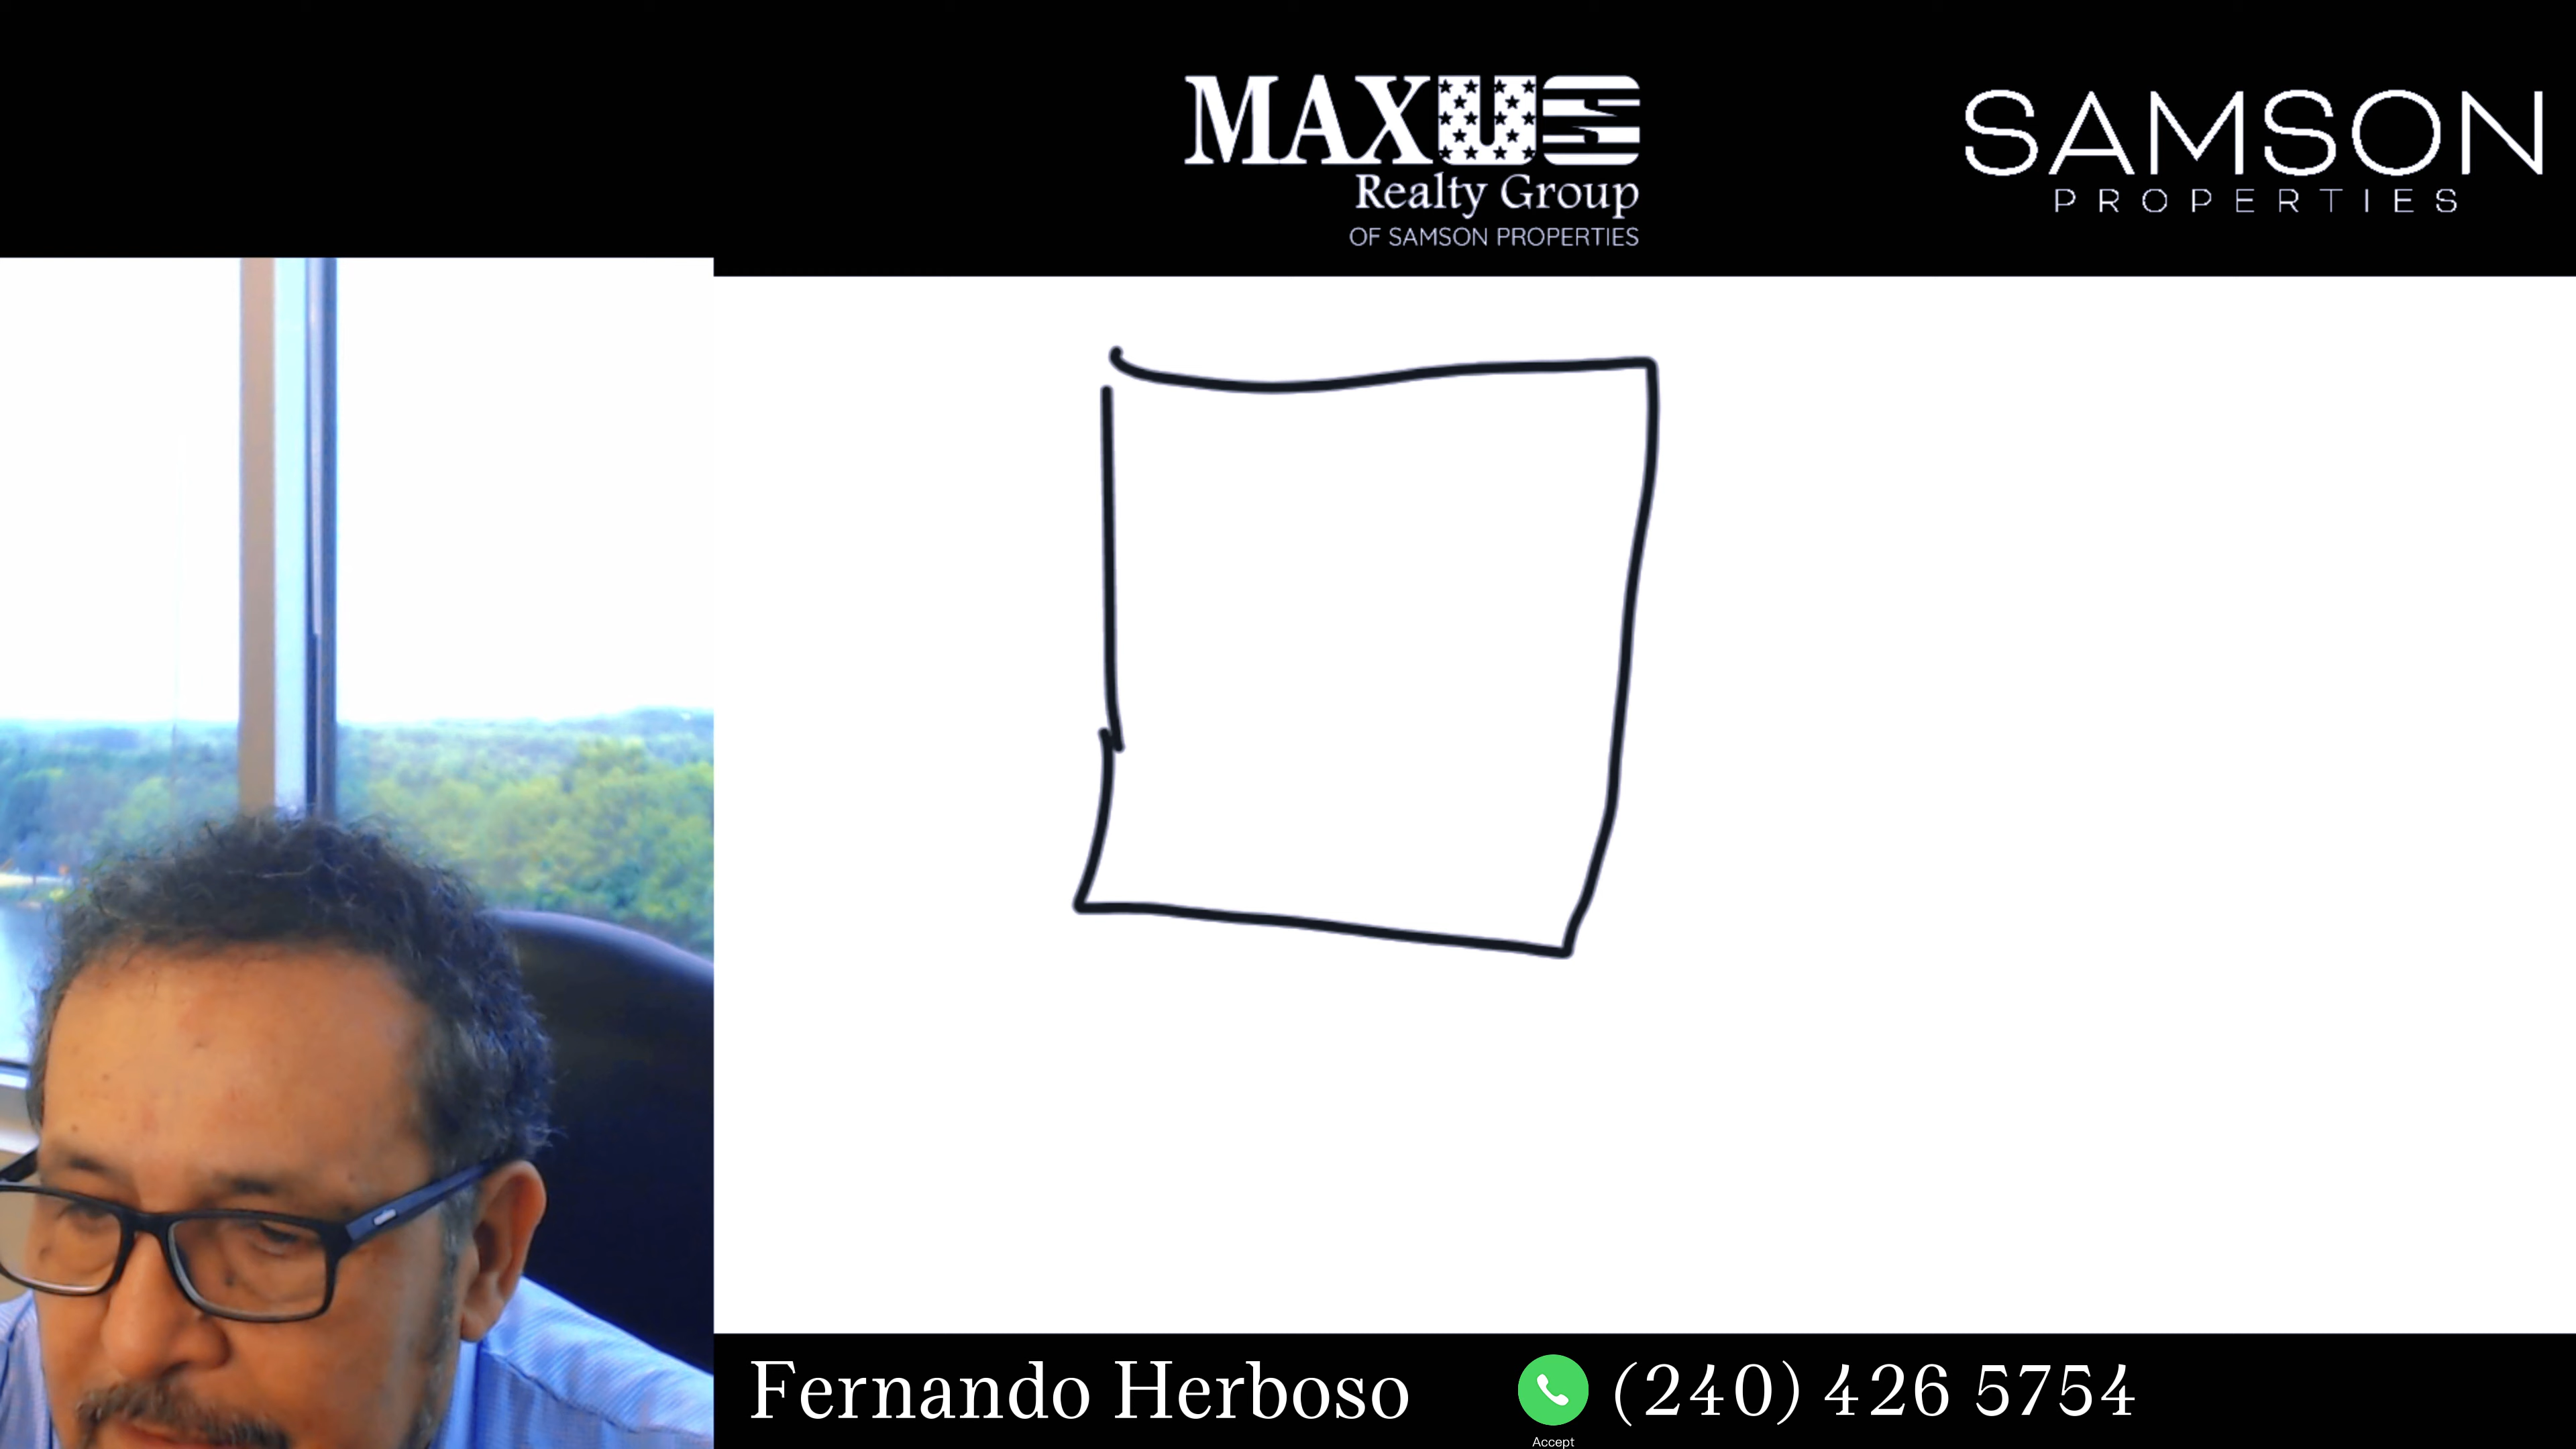 MAXUS
Realty Group
OF SAMSON PROPERTIES
SAMSON
PROPERTIES
Fernando Herboso
(240) 426 5754
Accept